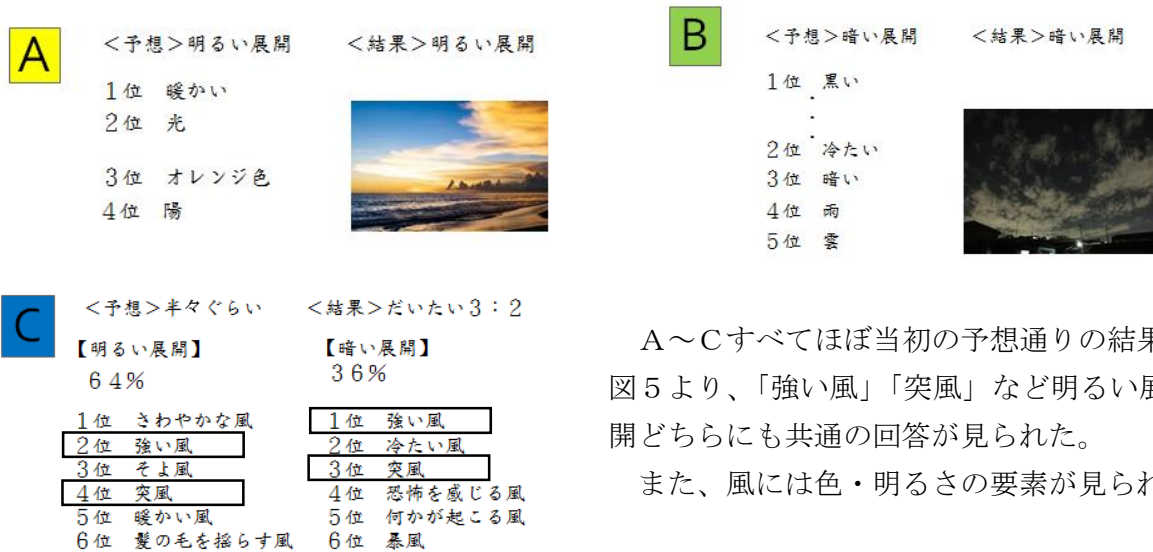 A
<予想>明るい展開 <結果>明るい展開
1位 暖かい
2位 光
3位 オレンジ色
4位 陽
B
<予想>暗い展開 <結果>暗い展開
1位 黒い
・
・
・
2位 冷たい
3位 暗い
4位 雨
5位 雲
C
<予想>半々ぐらい <結果>だいたい3:2
【明るい展開】
64%
1位 さわやかな風
2位 強い風
3位 そよ風
4位 突風
5位 暖かい風
6位 髪の毛を揺らす風
【暗い展開】
36%
1位 強い風
2位 冷たい風
3位 突風
4位 恐怖を感じる風
5位 何かが起こる風
6位 暴風
A~Cすべてほぼ当初の予想通りの結果
図5より、「強い風」「突風」など明るい展
開どちらにも共通の回答が見られた。
また、風には色・明るさの要素が見られ